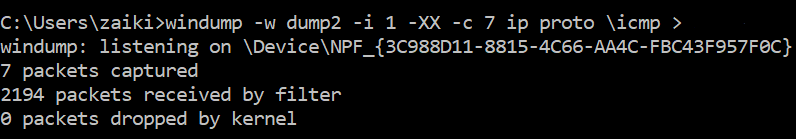 C:\Users\zaiki>windump -w dump2 -i 1 -XX -c 7 ip proto \icmp >
windump: listening on \Device\NPF_{3C988D11-8815-4C66-AA4C-FBC43F957F0C}
7 packets captured
2194 packets received by filter
0 packets dropped by kernel